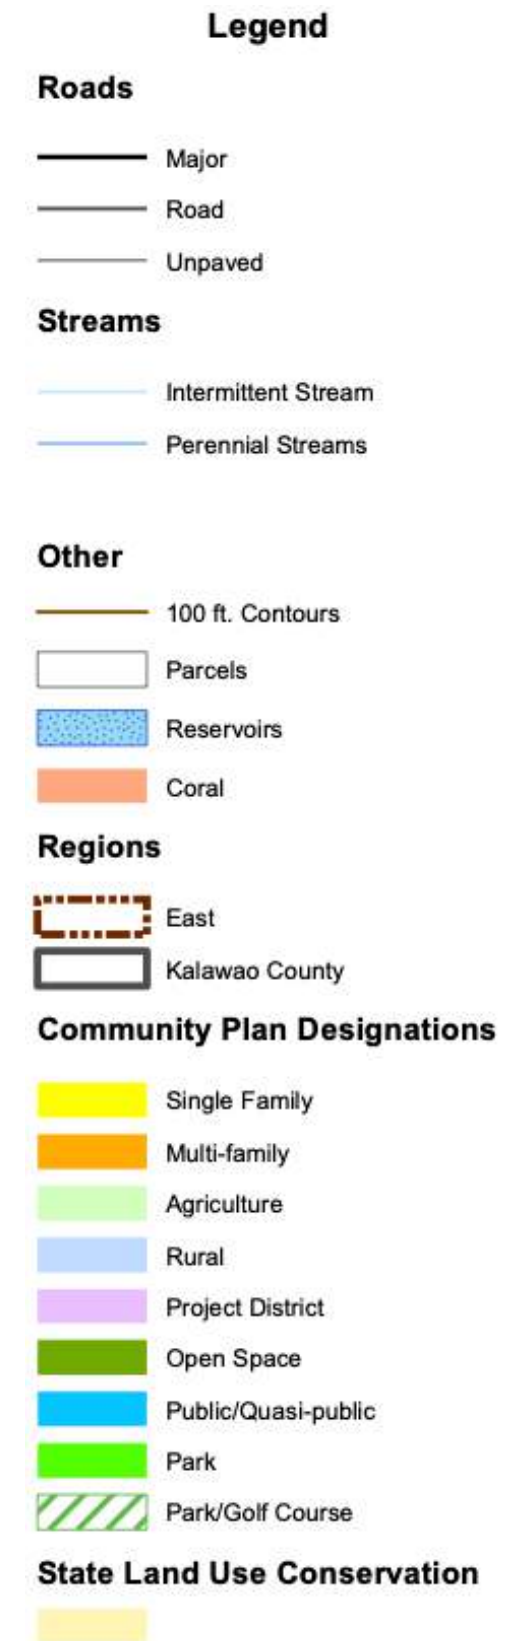 Legend
Roads
Major
Road
Unpaved
Streams
Intermittent Stream
Perennial Streams
Other
100 ft. Contours
Parcels
Reservoirs
Coral
Regions
East
Kalawao County
Community Plan Designations
Single Family
Multi-family
Agriculture
Rural
Project District
Open Space
Public/Quasi-public
Park
Park/Golf Course
State Land Use Conservation